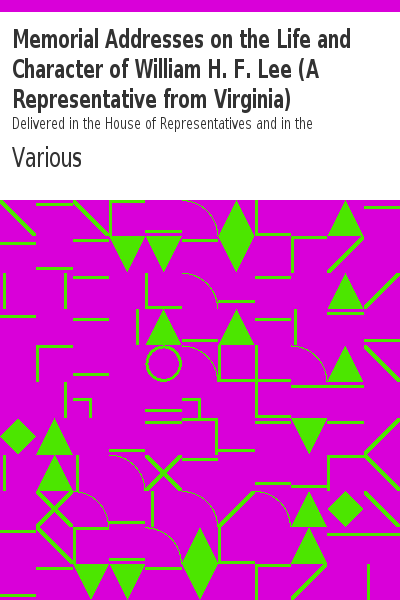 Memorial Addresses on the Life and
Character of William H. F. Lee (A
Representative from Virginia)
Delivered in the House of Representatives and in the
Various